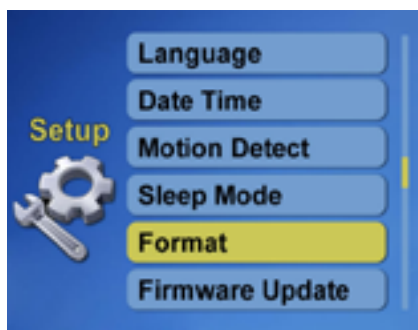 Language
Date Time
Setup
Motion Detect
Sleep Mode
Format
Firmware Update